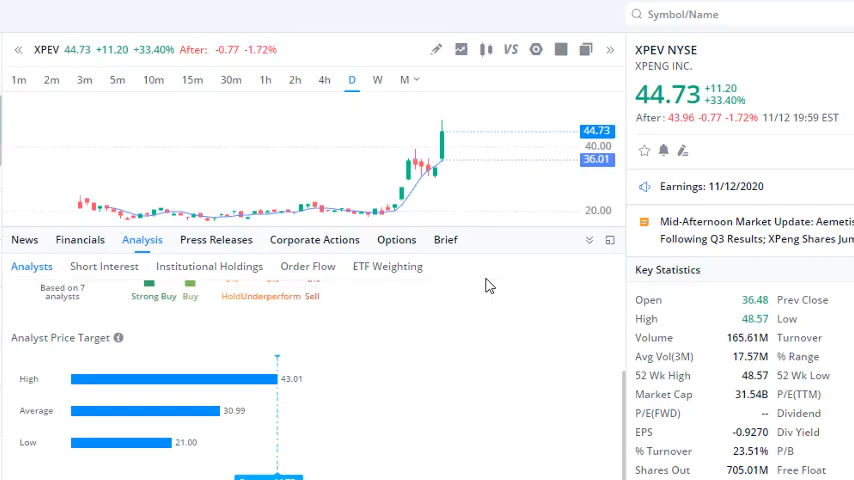 Symbol/Name
XPEV 44.73 +11.20 +33.40% After: -0.77 -1.72%
VS
1m 2m 3m 5m 10m 15m 30m 1h 2h 4h D W M
44.73
40.00
36.01
20.00
News Financials Analysis Press Releases Corporate Actions Options Brief
Analysts Short Interest Institutional Holdings Order Flow ETF Weighting
Based on 7
analysts
Strong Buy Buy HoldUnderperform Sell
Analyst Price Target
High 43.01
Average 30.99
Low 21.00
XPEV NYSE
XPENG INC.
44.73 +11.20
+33.40%
After: 43.96 -0.77 -1.72% 11/12 19:59 EST
Earnings: 11/12/2020
Mid-Afternoon Market Update: Aemetis
Following Q3 Results; XPeng Shares Jum
Key Statistics
Open 36.48 Prev Close
High 48.57 Low
Volume 165.61M Turnover
Avg Vol(3M) 17.57M % Range
52 Wk High 48.57 52 Wk Low
Market Cap 31.54B P/E(TTM)
P/E(FWD) -- Dividend
EPS -0.9270 Div Yield
% Turnover 23.51% P/B
Shares Out 705.01M Free Float